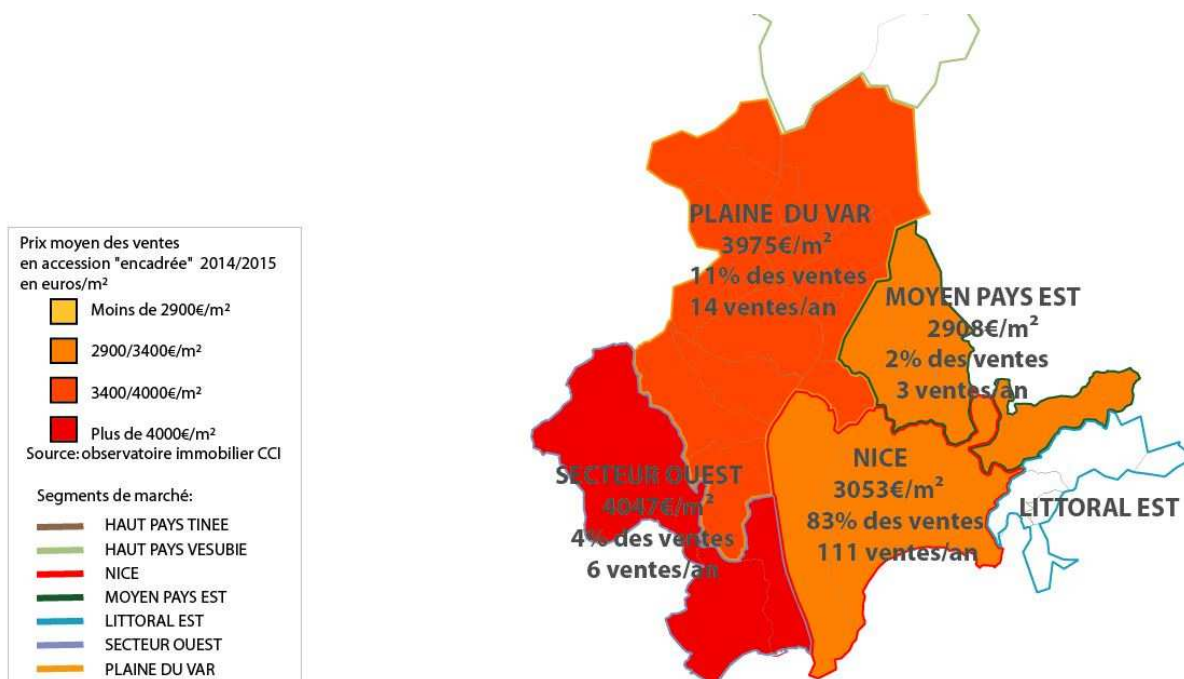 Prix moyen des ventes
en accession "encadrée" 2014/2015
en euros/m²
Moins de 2900€/m²
2900/3400€/m²
3400/4000€/m²
Plus de 4000€/m²
Source: observatoire immobilier CCI
Segments de marché:
HAUT PAYS TINEE
HAUT PAYS VESUBIE
NICE
MOYEN PAYS EST
LITTORAL EST
SECTEUR OUEST
PLAINE DU VAR
PLAINE DU VAR
3975€/m²
11% des ventes
14 ventes/an
MOYEN PAYS EST
2908€/m²
2% des ventes
3 ventes/an
SECTEUR OUEST
4047€/m²
4% des ventes
6 ventes/an
NICE
3053€/m²
83% des ventes
111 ventes/an
LITTORAL EST